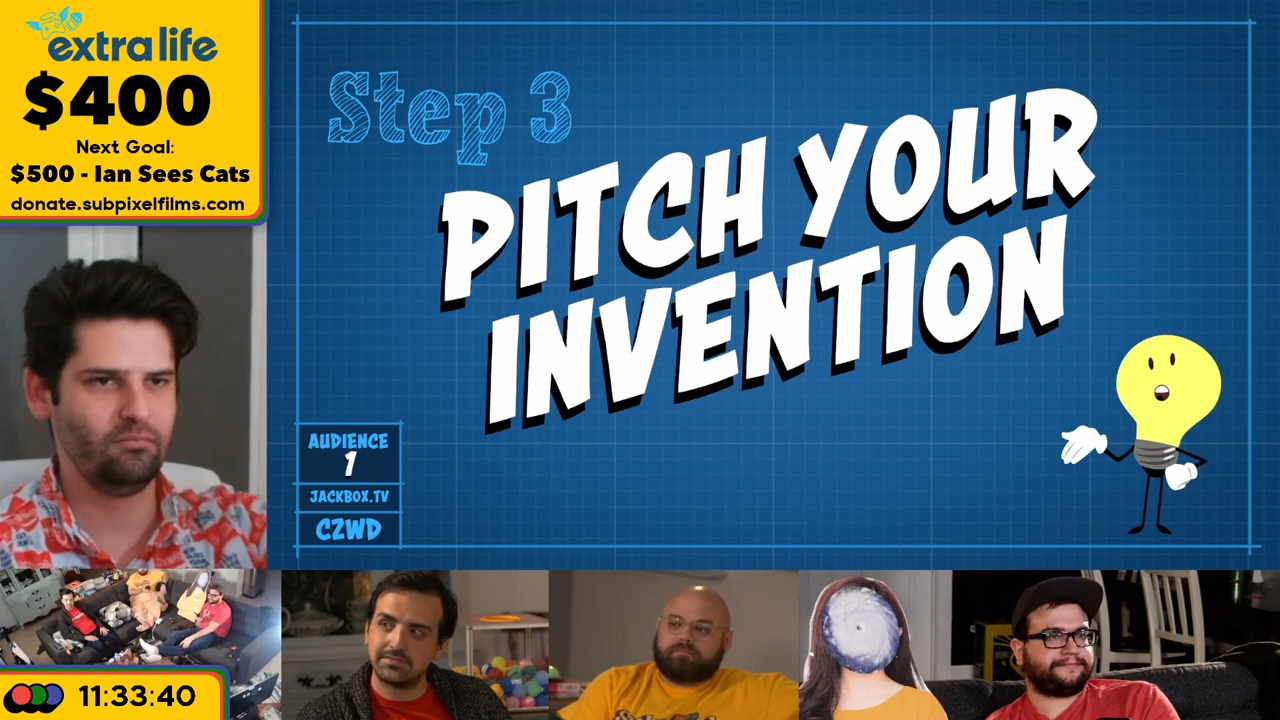 extra life
$400
Next Goal:
$500 - Ian Sees Cats
donate.subpixelfilms.com
Step 3
PITCH YOUR
INVENTION
AUDIENCE
1
JACKBOX.TV
CZWD
11:33:40